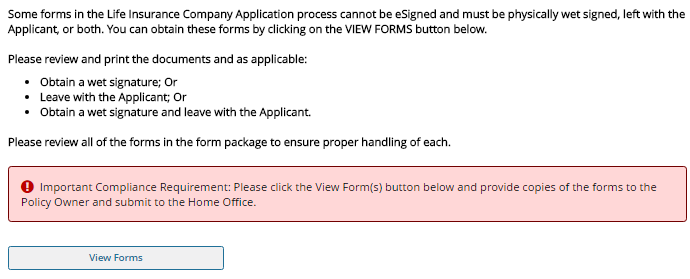 Some forms in the Life Insurance Company Application process cannot be eSigned and must be physically wet signed, left with the
Applicant, or both. You can obtain these forms by clicking on the VIEW FORMS button below.
Please review and print the documents and as applicable:
• Obtain a wet signature; Or
• Leave with the Applicant; Or
• Obtain a wet signature and leave with the Applicant.
Please review all of the forms in the form package to ensure proper handling of each.
Important Compliance Requirement: Please click the View Form(s) button below and provide copies of the forms to the
Policy Owner and submit to the Home Office.
View Forms